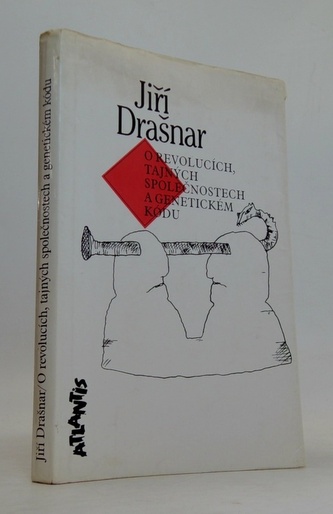 Jiří
Drašnar
O REVOLUCÍCH,
TAJNÝCH
SPOLEČNOSTECH
A GENETICKÉM
KÓDU
Jiří Drašnar/O revolucích, tajných společnostech a genetickém kódu
ATLANTIS